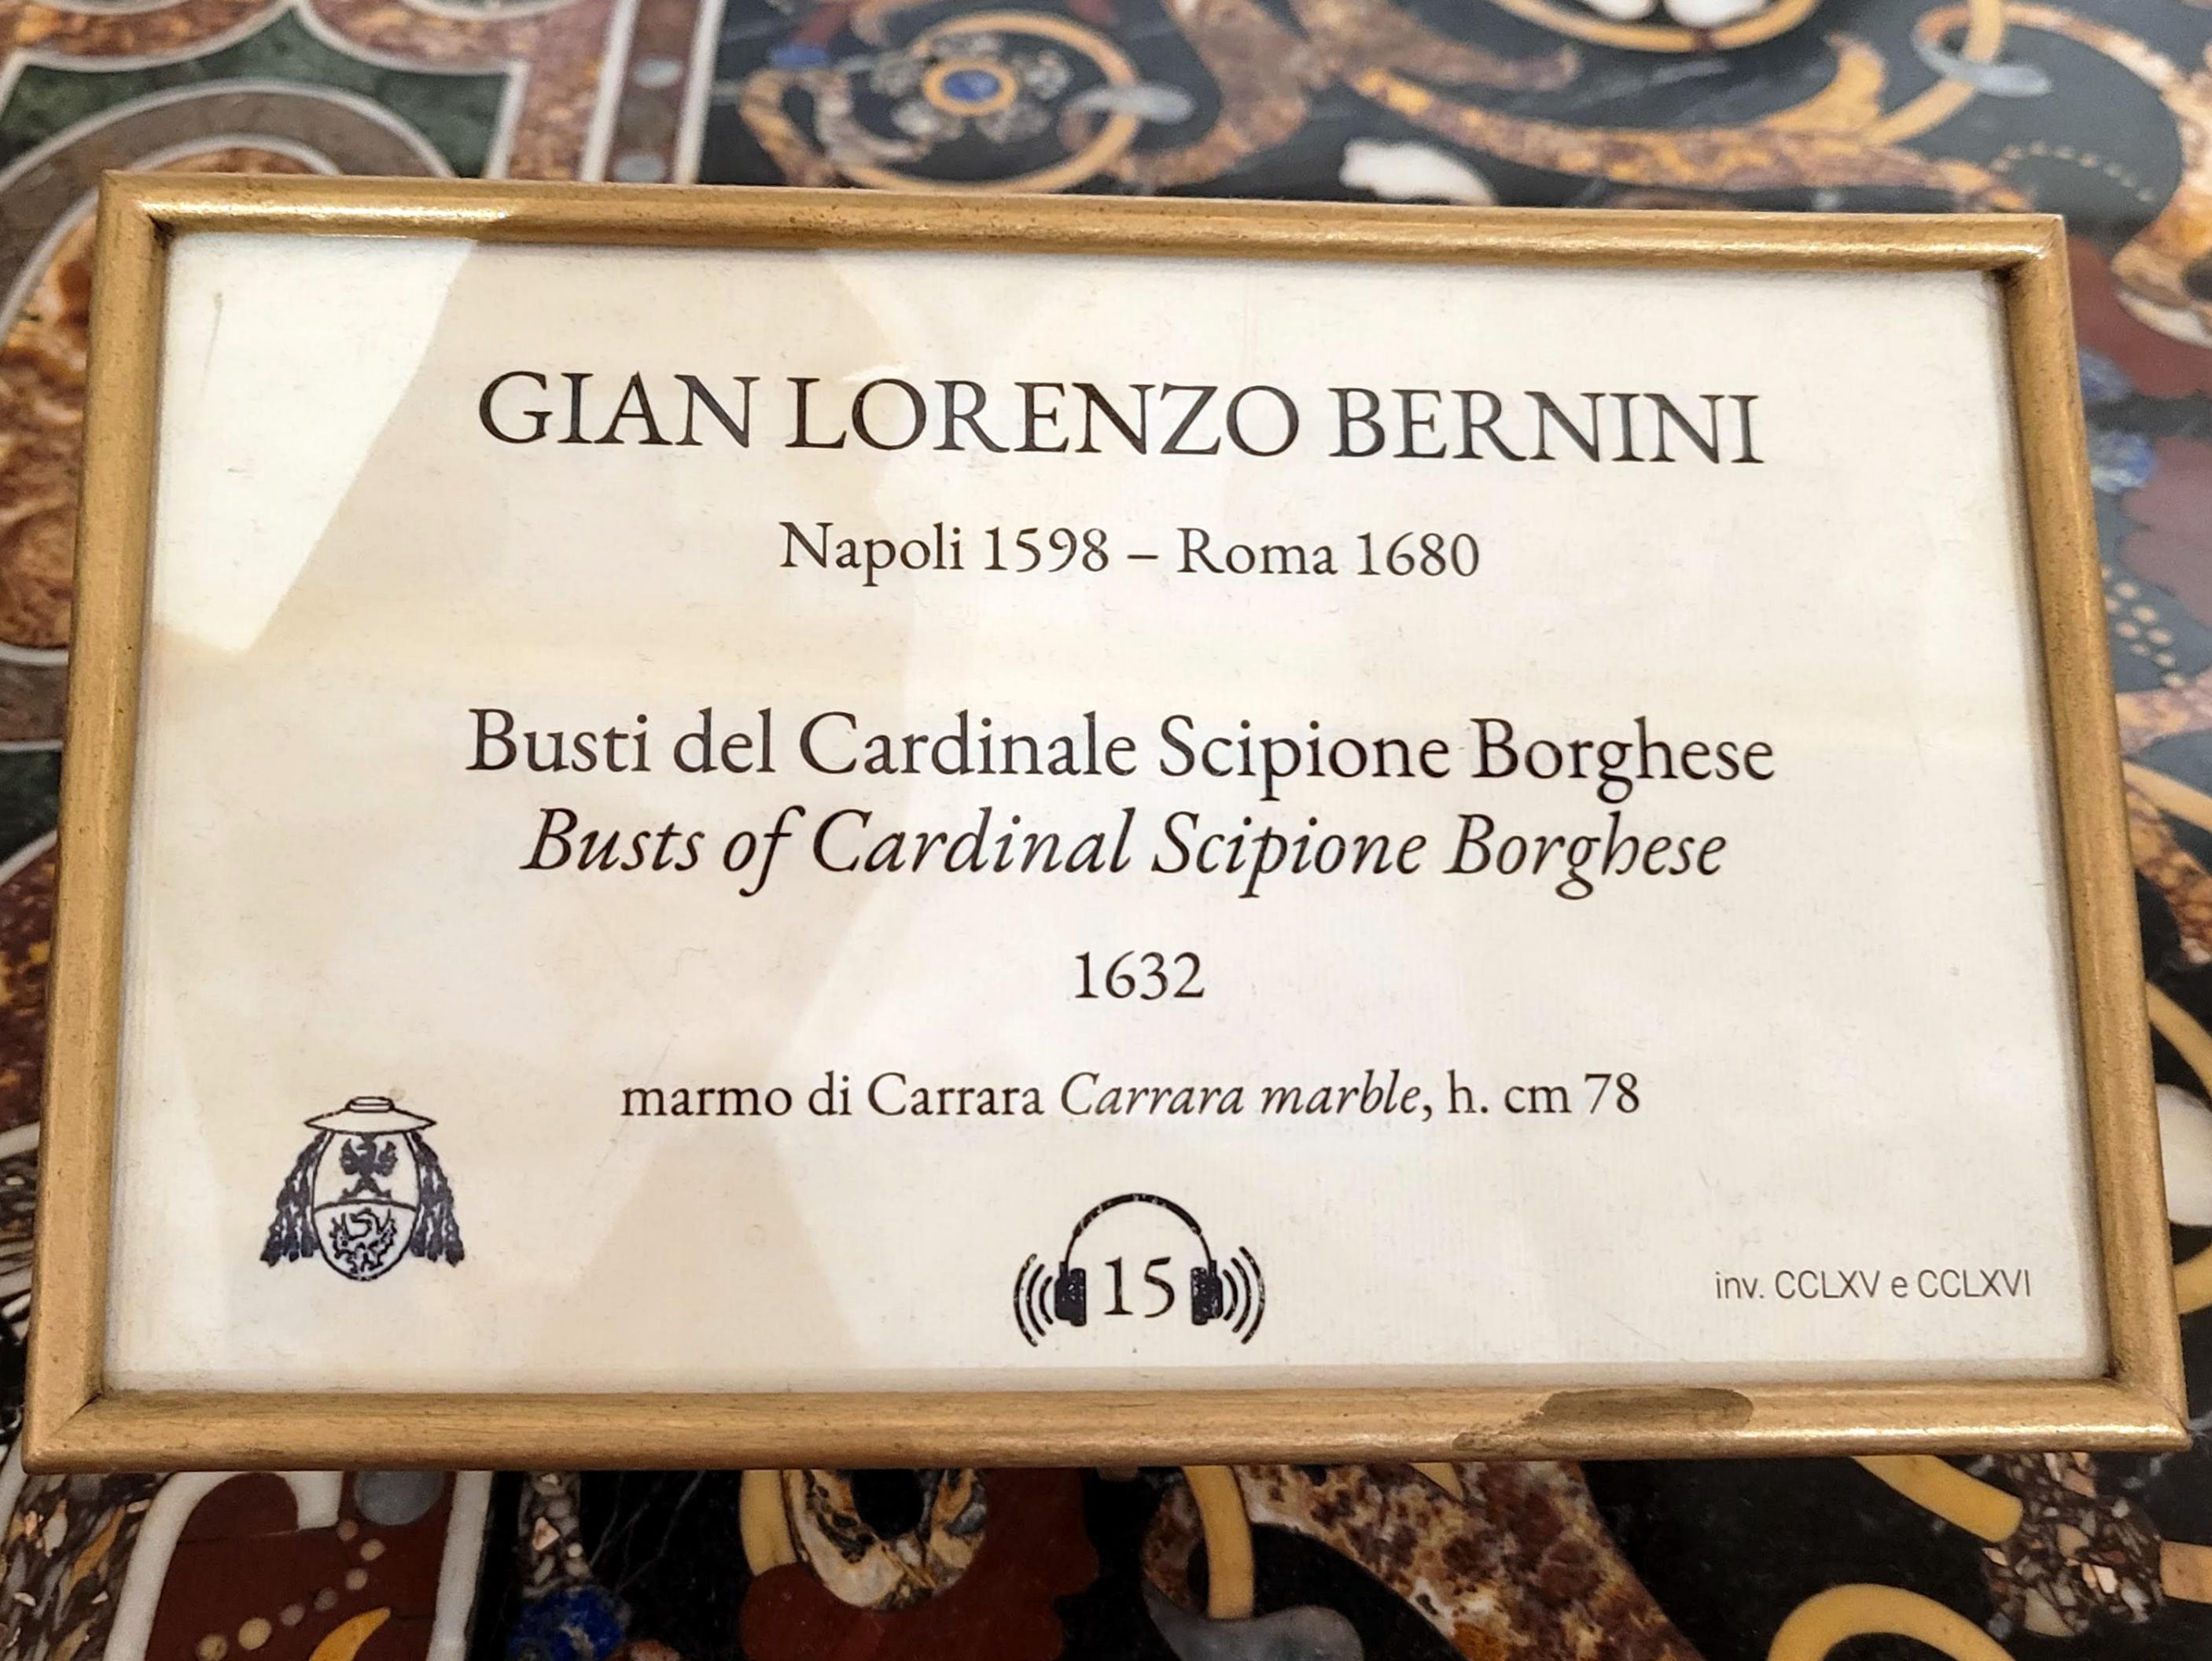 GIAN LORENZO BERNINI
Napoli 1598 – Roma 1680
Busti del Cardinale Scipione Borghese
Busts of Cardinal Scipione Borghese
1632
marmo di Carrara Carrara marble, h. cm 78
15
inv. CCLXV e CCLXVI